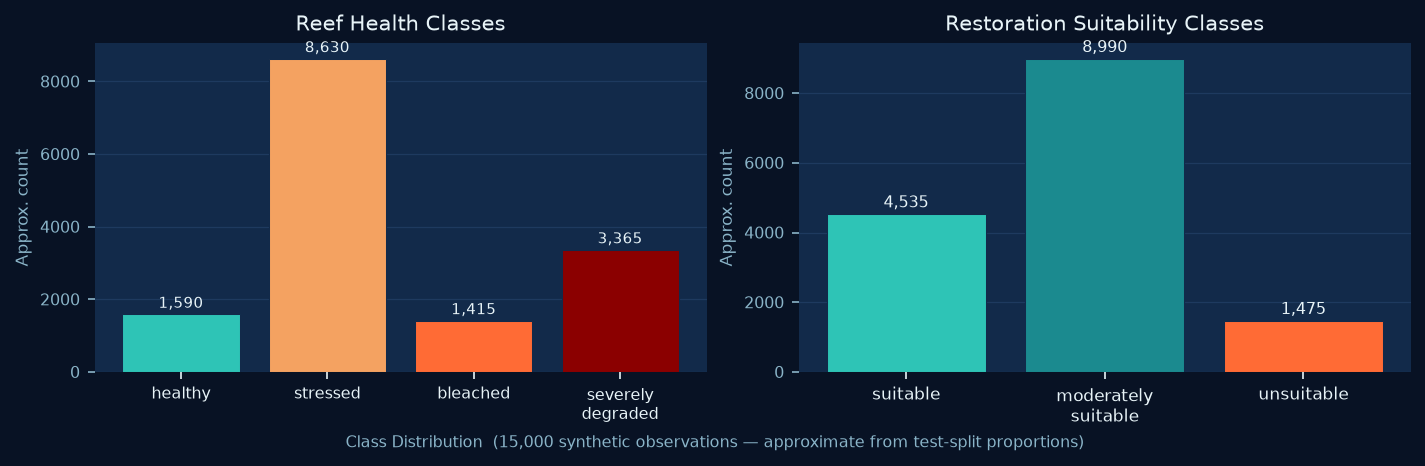 Reef Health Classes
Approx. count
8000
6000
4000
2000
0
1,590
8,630
1,415
3,365
healthy
stressed
bleached
severely
degraded
Restoration Suitability Classes
Approx. count
8000
6000
4000
2000
0
4,535
8,990
1,475
suitable
moderately
suitable
unsuitable
Class Distribution  (15,000 synthetic observations — approximate from test-split proportions)